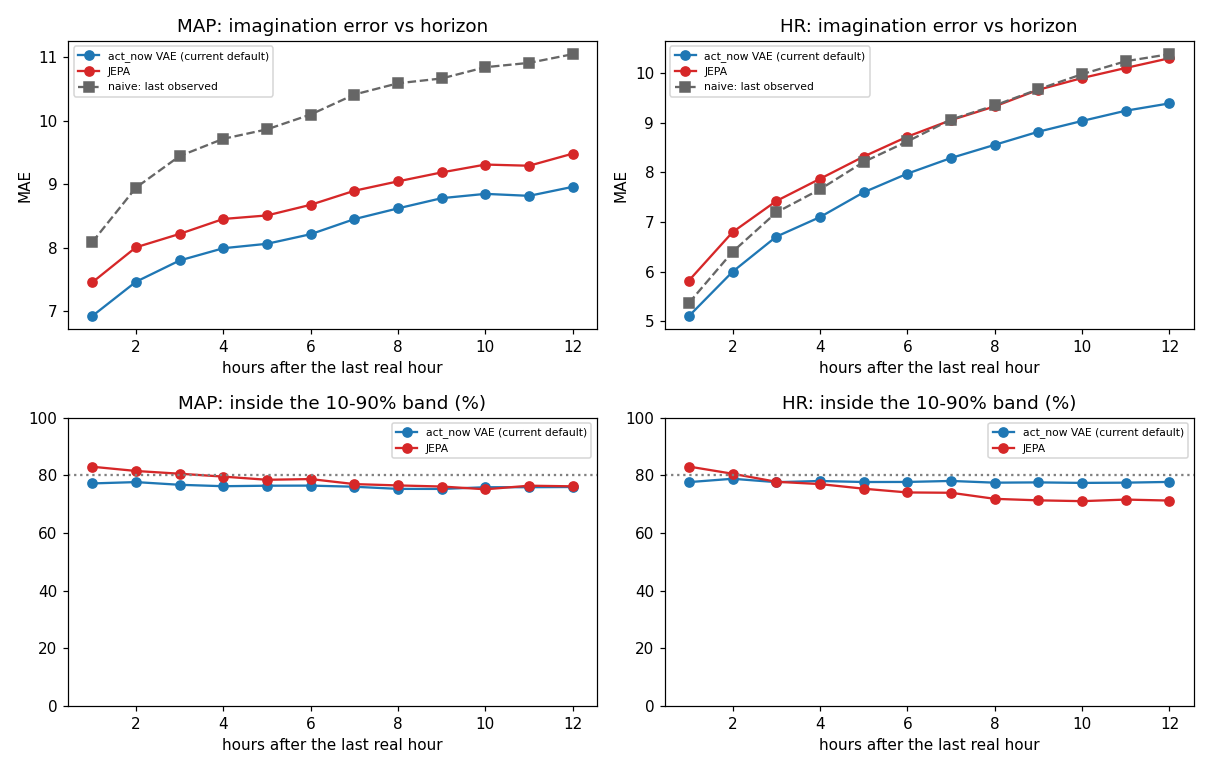 MAP: imagination error vs horizon
act_now VAE (current default)
JEPA
naive: last observed
MAE
11
10
9
8
7
2 4 6 8 10 12
hours after the last real hour
HR: imagination error vs horizon
act_now VAE (current default)
JEPA
naive: last observed
MAE
10
9
8
7
6
5
2 4 6 8 10 12
hours after the last real hour
MAP: inside the 10-90% band (%)
act_now VAE (current default)
JEPA
100
80
60
40
20
0
2 4 6 8 10 12
hours after the last real hour
HR: inside the 10-90% band (%)
act_now VAE (current default)
JEPA
100
80
60
40
20
0
2 4 6 8 10 12
hours after the last real hour